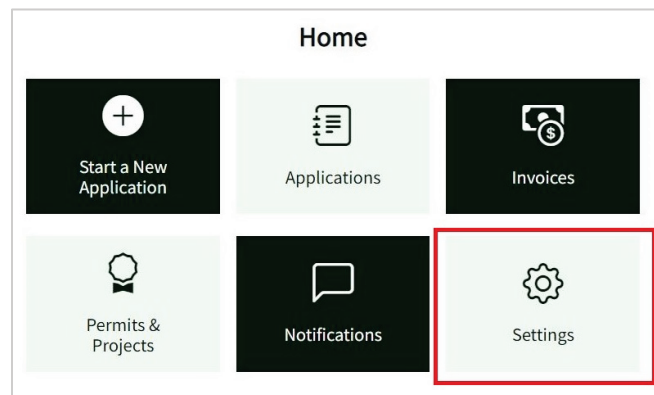 Home
Start a New
Application
Applications
Invoices
Permits &
Projects
Notifications
Settings